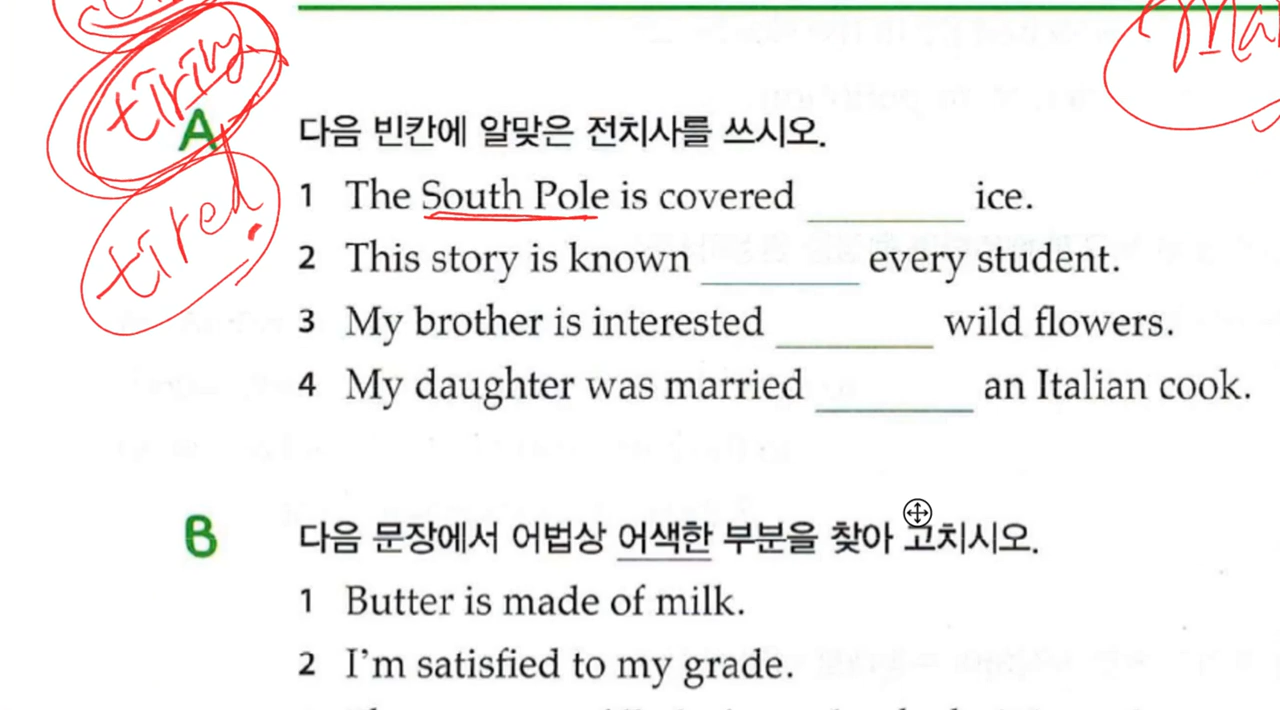 tiring
A 다음 빈칸에 알맞은 전치사를 쓰시오.
tired
1 The South Pole is covered ________ ice.
2 This story is known ________ every student.
3 My brother is interested ________ wild flowers.
4 My daughter was married ________ an Italian cook.
B 다음 문장에서 어법상 어색한 부분을 찾아 고치시오.
1 Butter is made of milk.
2 I'm satisfied to my grade.